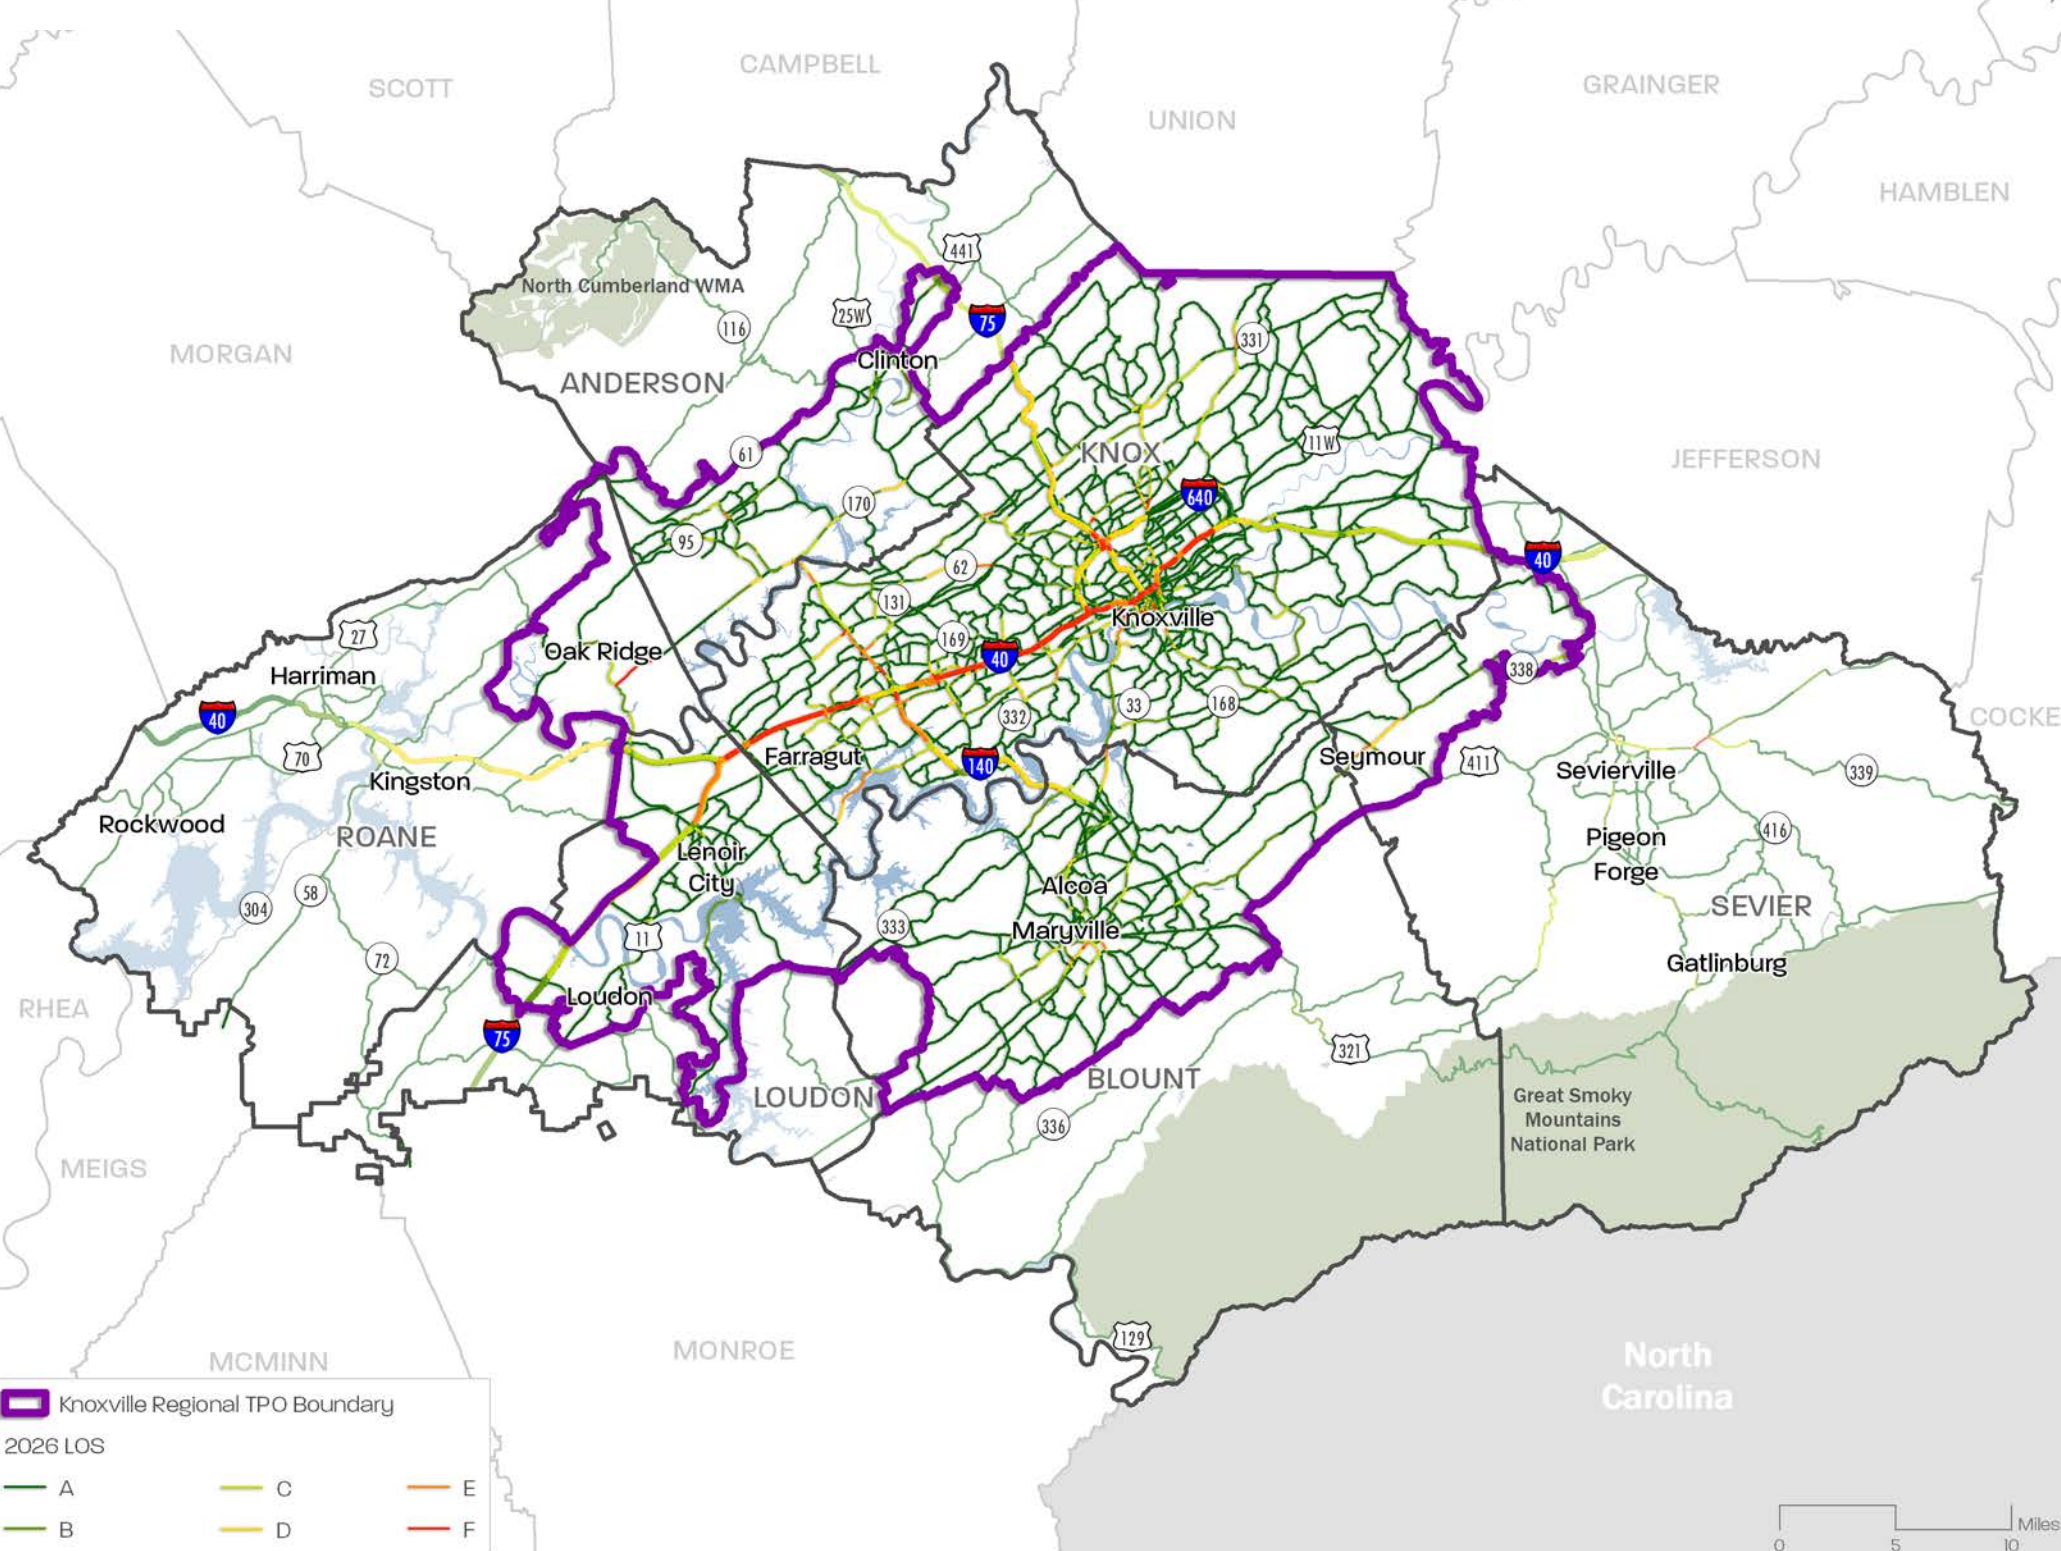 CAMPBELL
SCOTT
GRAINGER
UNION
HAMBLEN
441
North Cumberland WMA
25W
75
116
331
MORGAN
Clinton
ANDERSON
11W
61
KNOX
JEFFERSON
640
170
95
40
62
131
Knoxville
27
169
Oak Ridge
40
338
Harriman
33
168
40
332
COCKE
70
Farragut
140
Seymour
411
Sevierville
339
Kingston
Rockwood
ROANE
416
Pigeon
Forge
Lenoir
City
Alcoa
58
304
SEVIER
333
Maryville
11
72
Gatlinburg
Loudon
RHEA
75
321
BLOUNT
LOUDON
Great Smoky
Mountains
National Park
336
MEIGS
129
MONROE
North
Carolina
MCMINN
Knoxville Regional TPO Boundary
2026 LOS
A
C
E
B
D
F
Miles
0
5
10